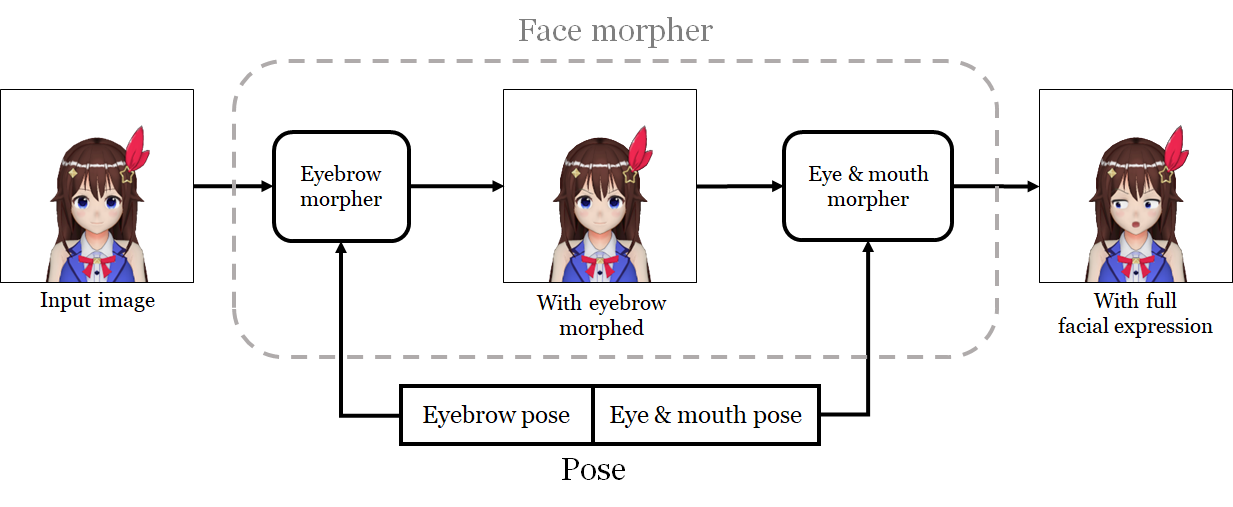 Face morpher
Eyebrow
morpher
Eye & mouth
morpher
Input image
With eyebrow
morphed
With full
facial expression
Eyebrow pose
Eye & mouth pose
Pose